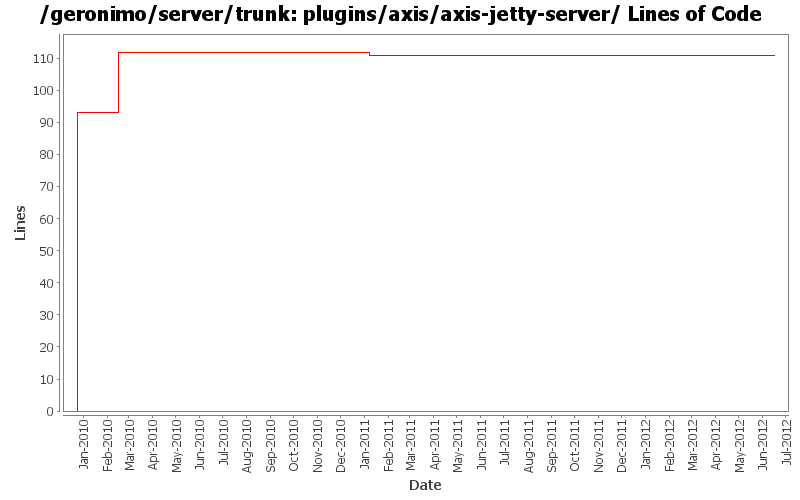 /geronimo/server/trunk: plugins/axis/axis-jetty-server/ Lines of Code
Lines
110
100
90
80
70
60
50
40
30
20
10
0
Jan-2010
Feb-2010
Mar-2010
Apr-2010
May-2010
Jun-2010
Jul-2010
Aug-2010
Sep-2010
Oct-2010
Nov-2010
Dec-2010
Jan-2011
Feb-2011
Mar-2011
Apr-2011
May-2011
Jun-2011
Jul-2011
Aug-2011
Sep-2011
Oct-2011
Nov-2011
Dec-2011
Jan-2012
Feb-2012
Mar-2012
Apr-2012
May-2012
Jun-2012
Jul-2012
Date